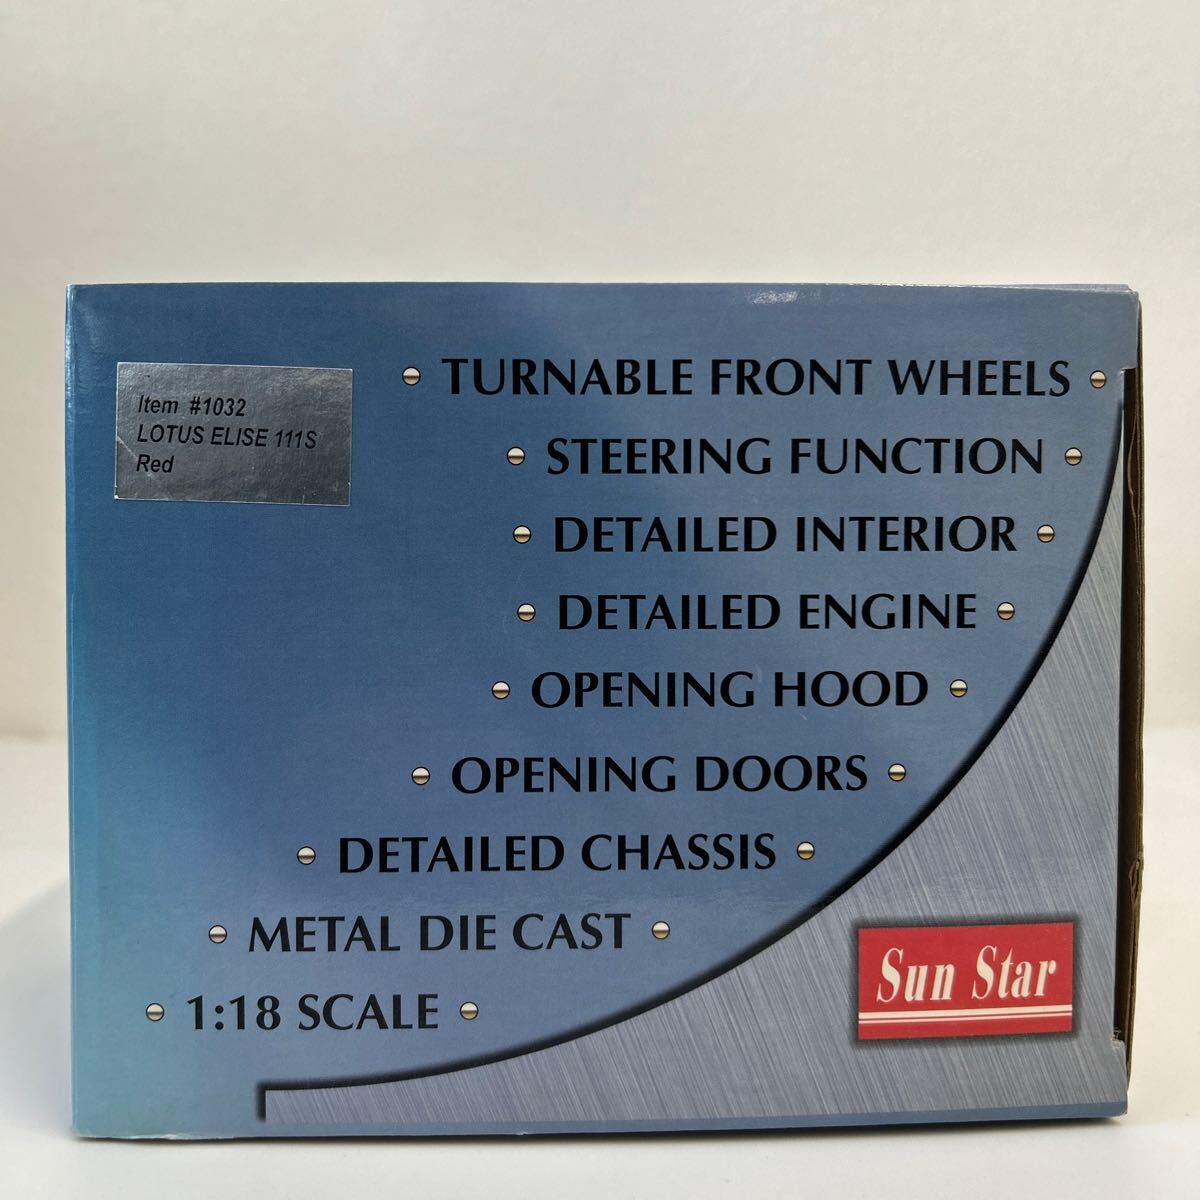 Item #1032
LOTUS ELISE 111S
Red
• TURNABLE FRONT WHEELS •
• STEERING FUNCTION •
• DETAILED INTERIOR •
• DETAILED ENGINE •
• OPENING HOOD •
• OPENING DOORS •
• DETAILED CHASSIS •
• METAL DIE CAST •
• 1:18 SCALE •
Sun Star